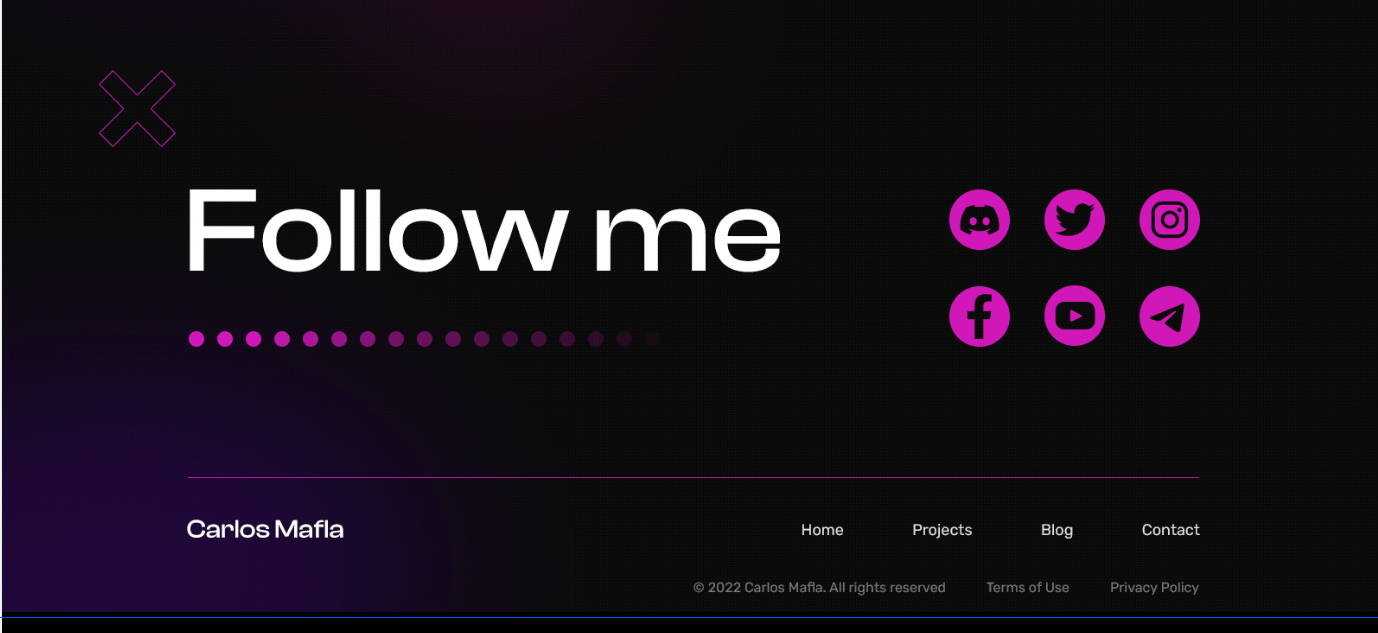 Follow me
Carlos Mafla
Home Projects Blog Contact
© 2022 Carlos Mafla. All rights reserved Terms of Use Privacy Policy